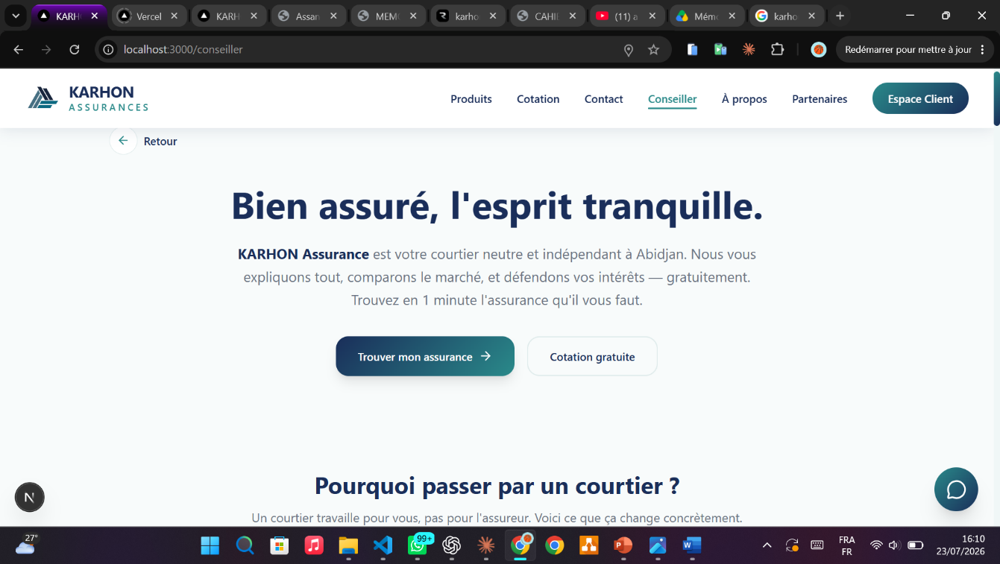 KARH
Vercel
KARH
Assan
MEMO
karho
CAHI
(11) a
Mémo
karho
localhost:3000/conseiller
Redémarrer pour mettre à jour
KARHON
ASSURANCES
Produits
Cotation
Contact
Conseiller
À propos
Partenaires
Espace Client
Retour
Bien assuré, l'esprit tranquille.
KARHON Assurance est votre courtier neutre et indépendant à Abidjan. Nous vous
expliquons tout, comparons le marché, et défendons vos intérêts — gratuitement.
Trouvez en 1 minute l'assurance qu'il vous faut.
Trouver mon assurance
Cotation gratuite
Pourquoi passer par un courtier ?
Un courtier travaille pour vous, pas pour l'assureur. Voici ce que ça change concrètement.
N
27°
99+
P
W
FRA
FR
16:10
23/07/2026